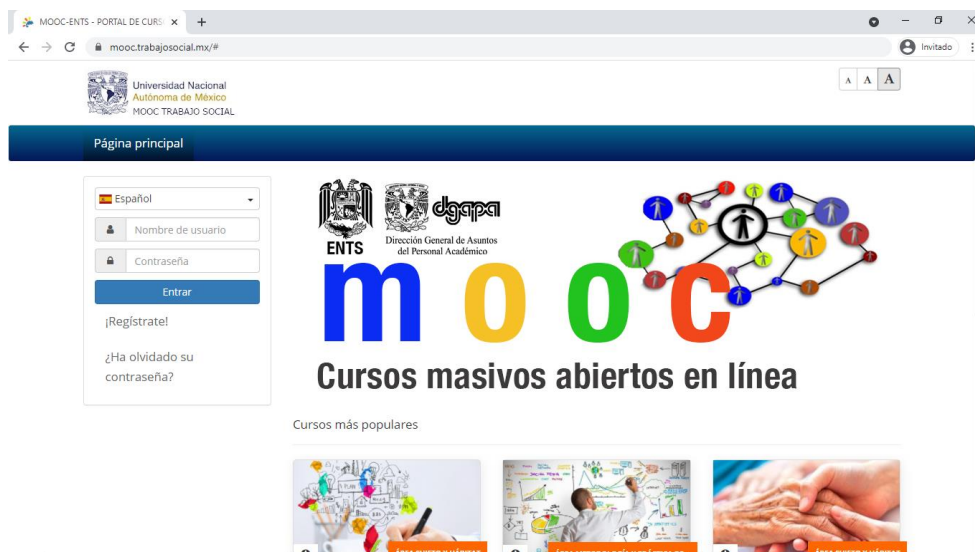 MOOC-ENTS - PORTAL DE CURS
mooc.trabajosocial.mx/#
Invitado
Universidad Nacional
Autónoma de México
MOOC TRABAJO SOCIAL
A A A
Página principal
Español
Nombre de usuario
Contraseña
Entrar
¡Regístrate!
¿Ha olvidado su
contraseña?
ENTS
dgapa
Dirección General de Asuntos
del Personal Académico
mooc
Cursos masivos abiertos en línea
Cursos más populares